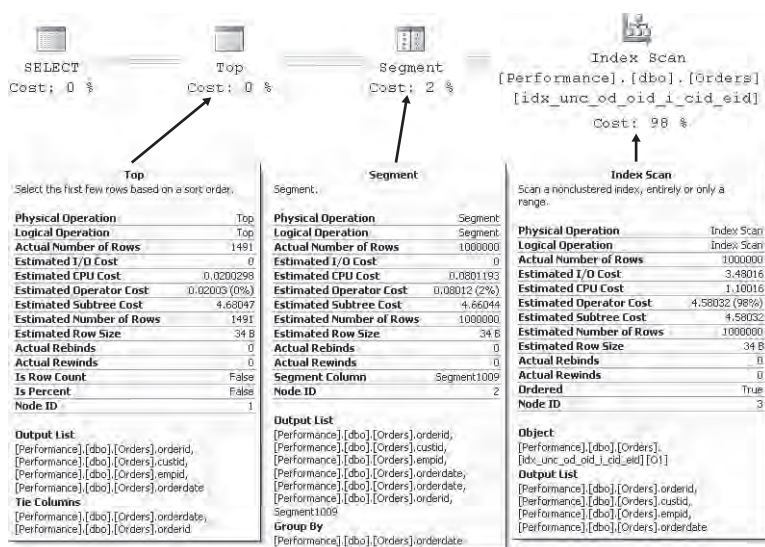 SELECT
Cost: 0 %
Top
Cost: 0 %
Segment
Cost: 2 %
Index Scan
[Performance].[dbo].[Orders]
[idx_unc_od_oid_i_cid_eid]
Cost: 98 %
Top
Select the first few rows based on a sort order.
Physical Operation Top
Logical Operation Top
Actual Number of Rows 1491
Estimated I/O Cost 0
Estimated CPU Cost 0.0200298
Estimated Operator Cost 0.02003 (0%)
Estimated Subtree Cost 4.68047
Estimated Number of Rows 1491
Estimated Row Size 34 B
Actual Rebinds 0
Actual Rewinds 0
Is Row Count False
Is Percent False
Node ID 1
Output List
[Performance].[dbo].[Orders].orderid,
[Performance].[dbo].[Orders].custid,
[Performance].[dbo].[Orders].empid,
[Performance].[dbo].[Orders].orderdate
Tie Columns
[Performance].[dbo].[Orders].orderdate,
[Performance].[dbo].[Orders].orderid
Segment
Segment.
Physical Operation Segment
Logical Operation Segment
Actual Number of Rows 1000000
Estimated I/O Cost 0
Estimated CPU Cost 0.0801193
Estimated Operator Cost 0.08012 (2%)
Estimated Subtree Cost 4.66044
Estimated Number of Rows 1000000
Estimated Row Size 34 B
Actual Rebinds 0
Actual Rewinds 0
Segment Column Segment1009
Node ID 2
Output List
[Performance].[dbo].[Orders].orderid,
[Performance].[dbo].[Orders].custid,
[Performance].[dbo].[Orders].empid,
[Performance].[dbo].[Orders].orderdate,
[Performance].[dbo].[Orders].orderdate,
[Performance].[dbo].[Orders].orderid,
Segment1009
Group By
[Performance].[dbo].[Orders].orderdate
Index Scan
Scan a nonclustered index, entirely or only a
range.
Physical Operation Index Scan
Logical Operation Index Scan
Actual Number of Rows 1000000
Estimated I/O Cost 3.48016
Estimated CPU Cost 1.10016
Estimated Operator Cost 4.58032 (98%)
Estimated Subtree Cost 4.58032
Estimated Number of Rows 1000000
Estimated Row Size 34 B
Actual Rebinds 0
Actual Rewinds 0
Ordered True
Node ID 3
Object
[Performance].[dbo].[Orders].
[idx_unc_od_oid_i_cid_eid] [O1]
Output List
[Performance].[dbo].[Orders].orderid,
[Performance].[dbo].[Orders].custid,
[Performance].[dbo].[Orders].empid,
[Performance].[dbo].[Orders].orderdate